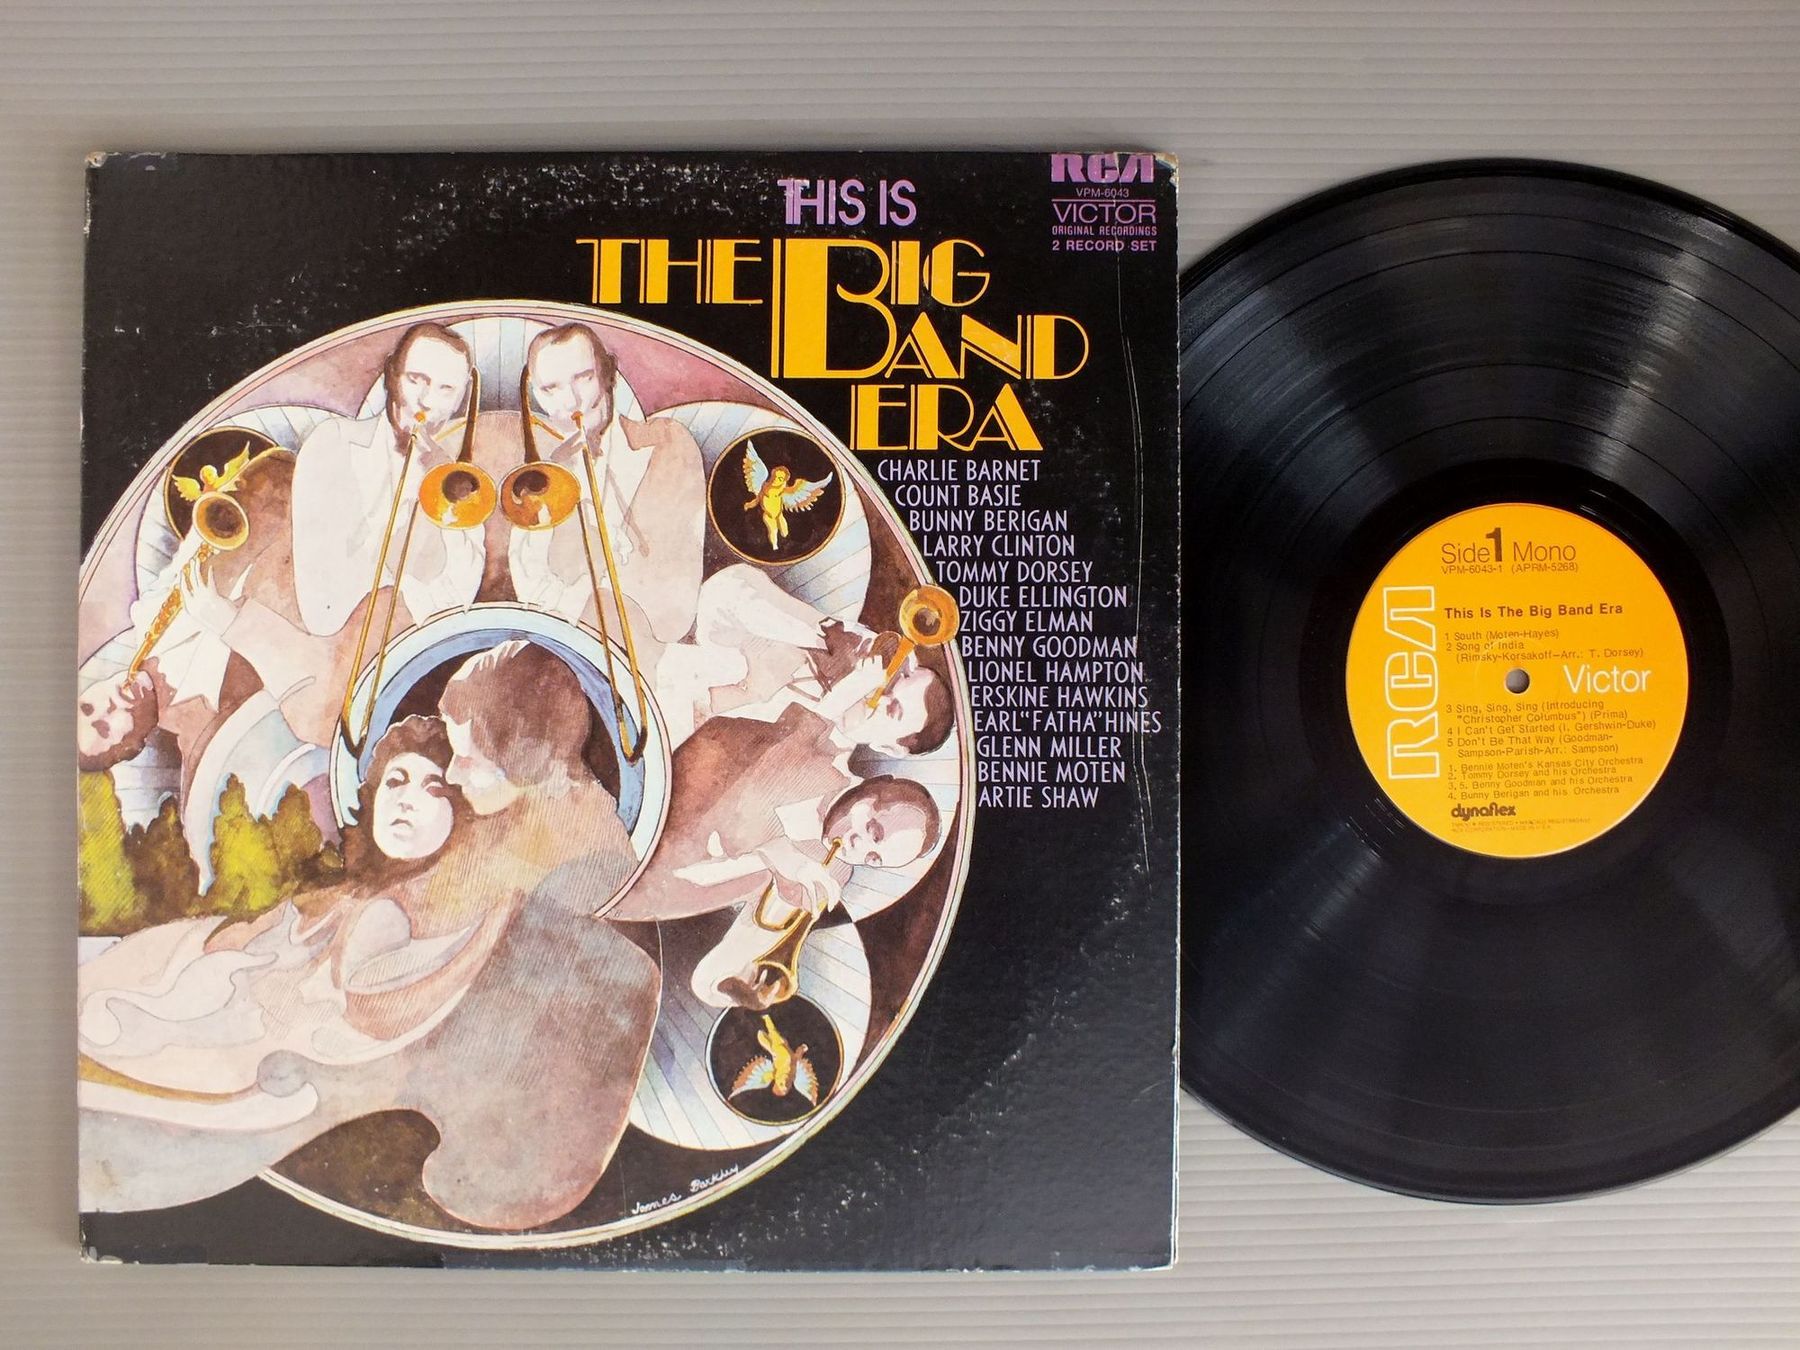 THIS IS
THE BIG
BAND
ERA
RCA
VPM-6043
VICTOR
ORIGINAL RECORDINGS
2 RECORD SET
CHARLIE BARNET
COUNT BASIE
BUNNY BERIGAN
LARRY CLINTON
TOMMY DORSEY
DUKE ELLINGTON
ZIGGY ELMAN
BENNY GOODMAN
LIONEL HAMPTON
ERSKINE HAWKINS
EARL "FATHA" HINES
GLENN MILLER
BENNIE MOTEN
ARTIE SHAW
James Barkley
Side 1 Mono
VPM-6043-1 (APRM-5268)
RCA
This Is The Big Band Era
1 South (Moten-Hayes)
2 Song of India
(Rimsky-Korsakoff—Arr.: T. Dorsey)
Victor
3 Sing, Sing, Sing (Introducing
"Christopher Columbus") (Prima)
4 I Can't Get Started (I. Gershwin-Duke)
5 Don't Be That Way (Goodman-
Sampson-Parish-Arr.: Sampson)
1. Bennie Moten's Kansas City Orchestra
2. Tommy Dorsey and his Orchestra
3, 5. Benny Goodman and his Orchestra
4. Bunny Berigan and his Orchestra
dynaflex
RCA CORPORATION—MADE IN U.S.A.